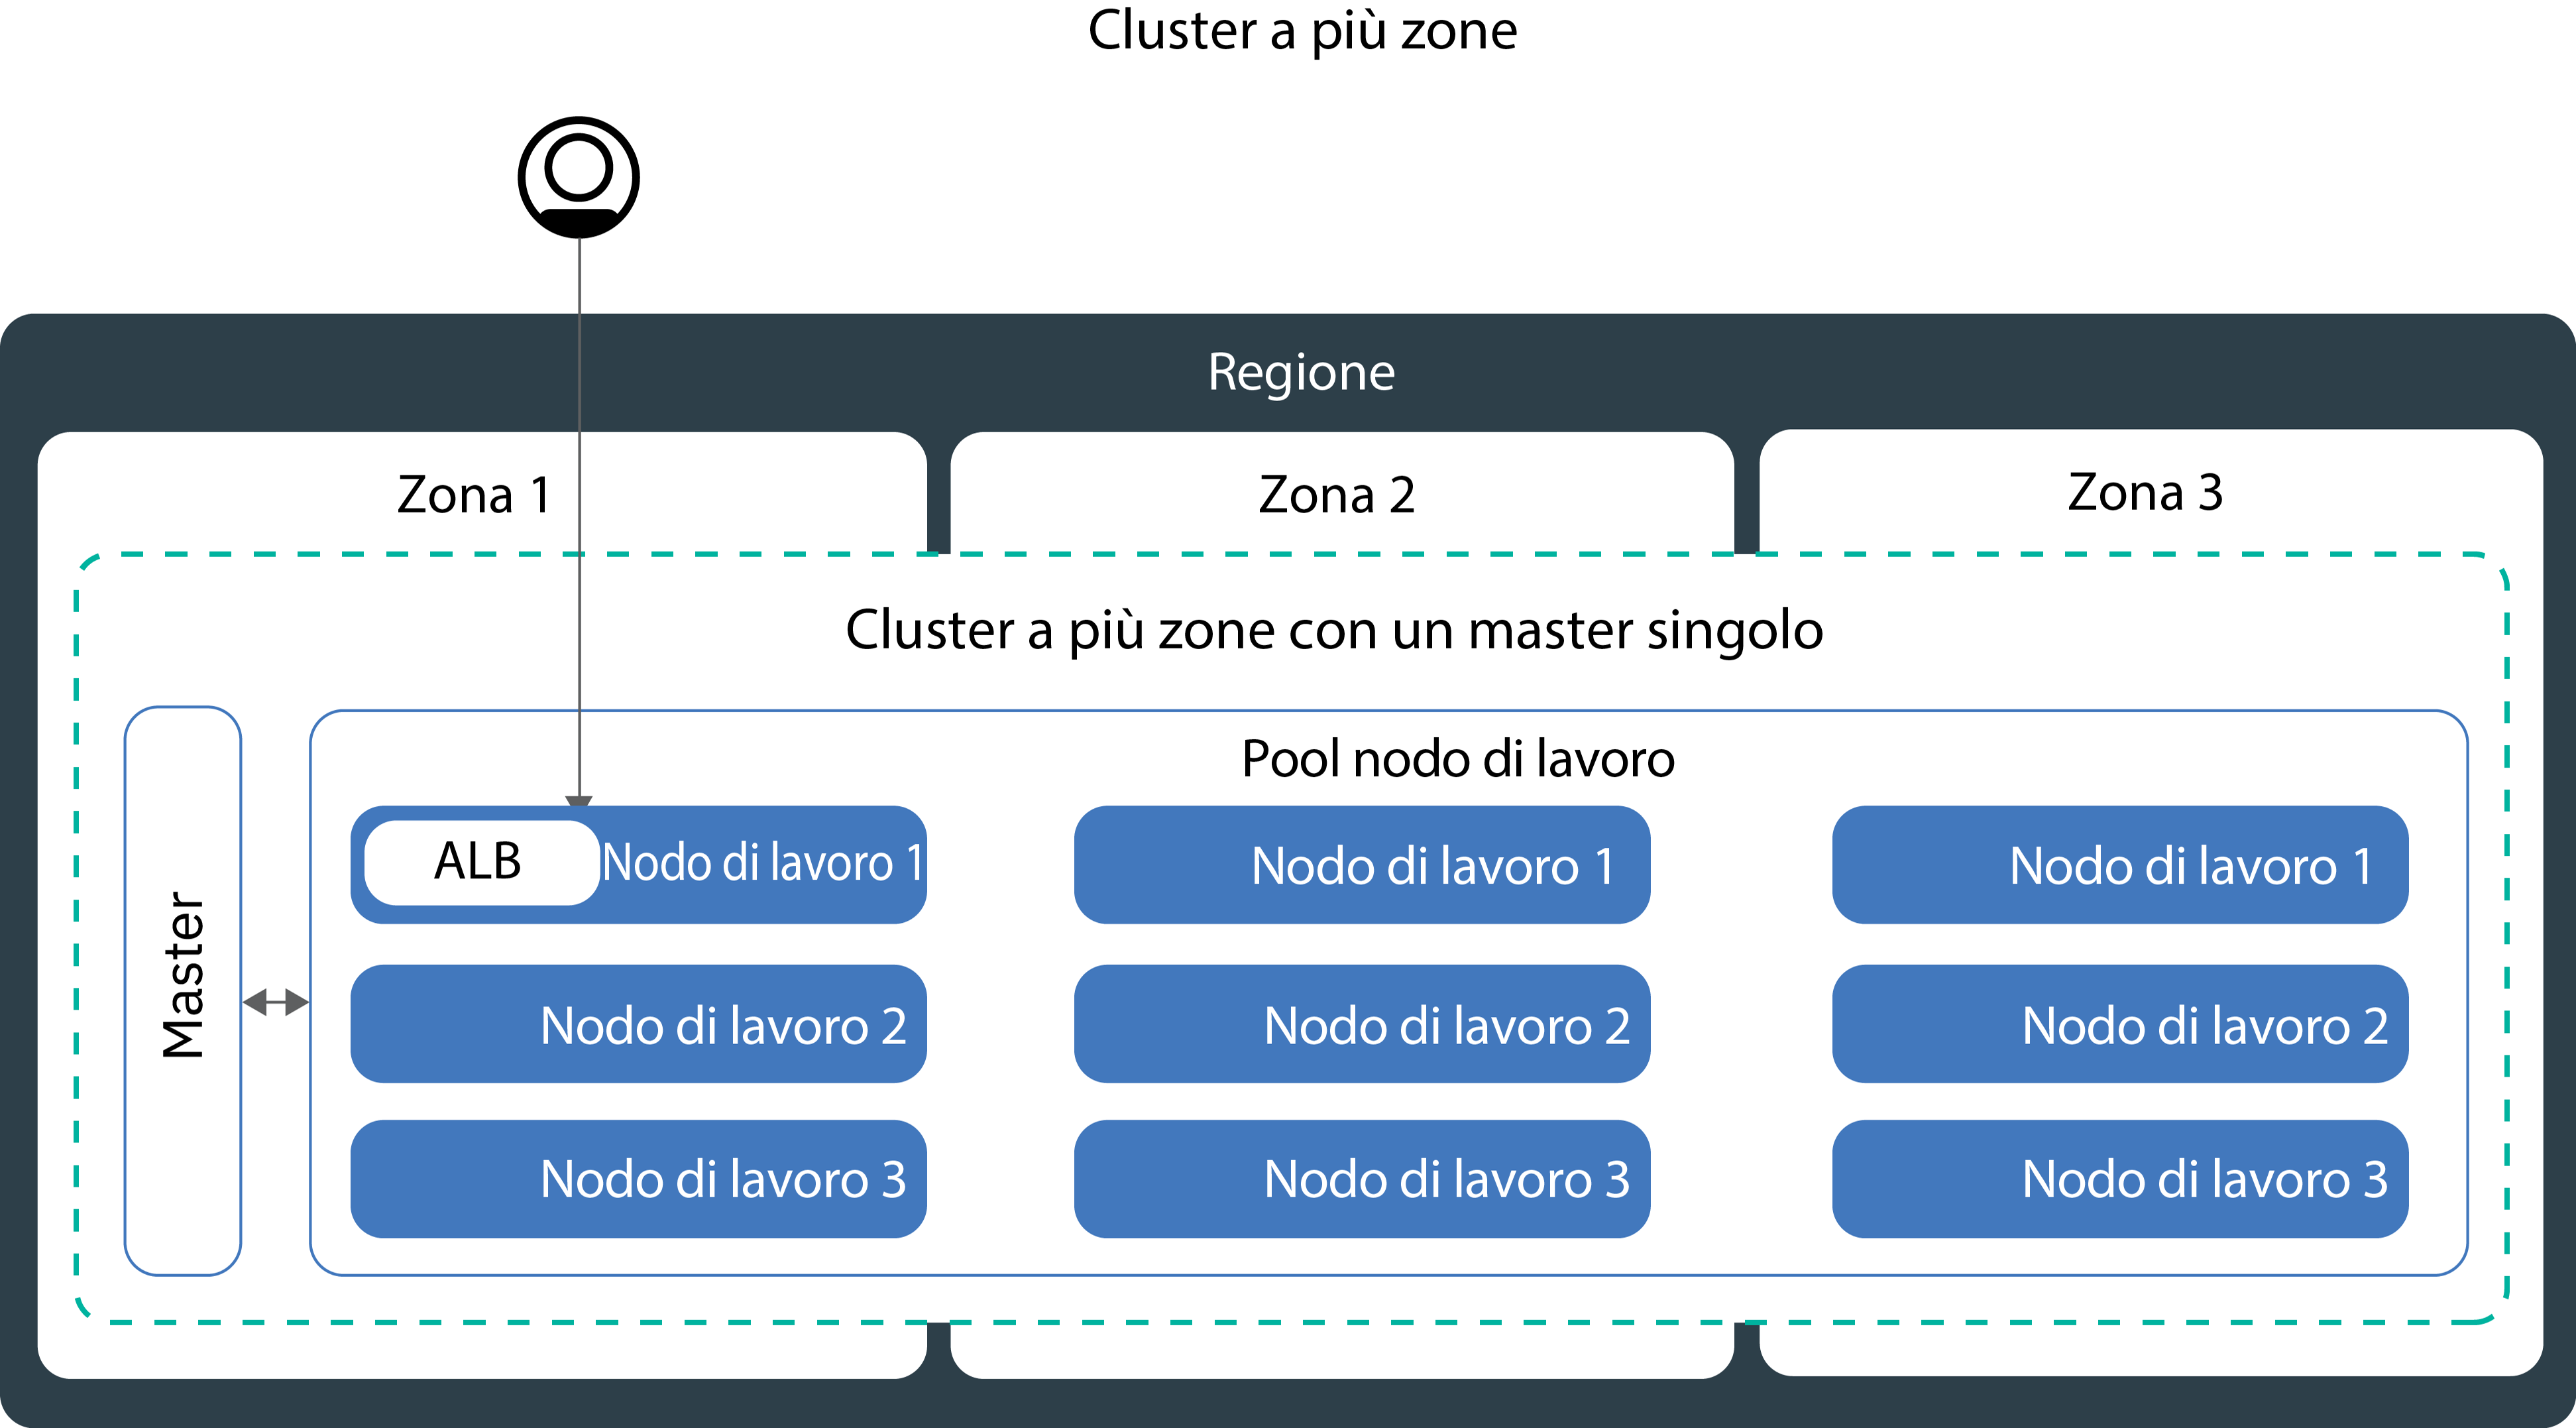 Cluster a più zone
Regione
Zona 1
Zona 2
Zona 3
Cluster a più zone con un master singolo
Master
Pool nodo di lavoro
ALB
Nodo di lavoro 1
Nodo di lavoro 1
Nodo di lavoro 1
Nodo di lavoro 2
Nodo di lavoro 2
Nodo di lavoro 2
Nodo di lavoro 3
Nodo di lavoro 3
Nodo di lavoro 3